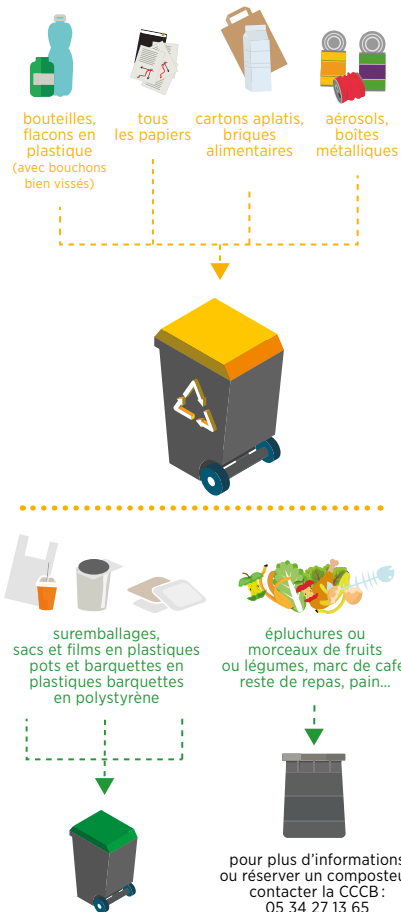 bouteilles,
flacons en
plastique
(avec bouchons
bien vissés)
tous
les papiers
cartons aplatis,
briques
alimentaires
aérosols,
boîtes
métalliques
suremballages,
sacs et films en plastiques
pots et barquettes en
plastiques barquettes
en polystyrène
épluchures ou
morceaux de fruits
ou légumes, marc de café
reste de repas, pain...
pour plus d'informations
ou réserver un composteu
contacter la CCCB :
05 34 27 13 65